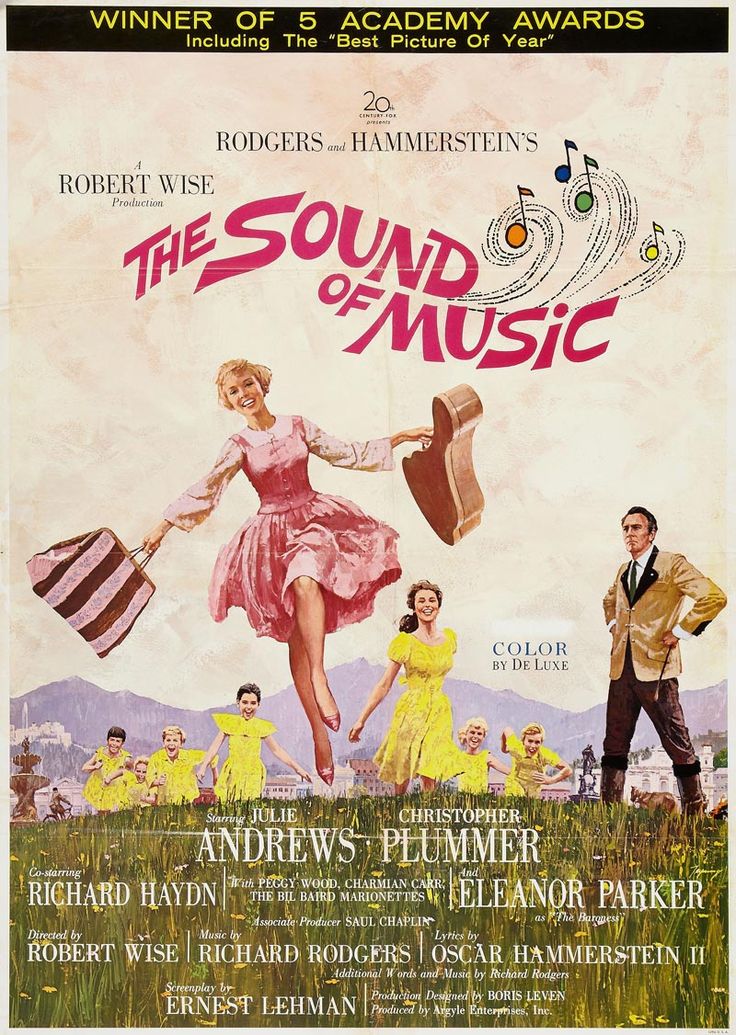 WINNER OF 5 ACADEMY AWARDS
Including The "Best Picture Of Year"
20th
CENTURY-FOX
presents
RODGERS and HAMMERSTEIN'S
A
ROBERT WISE
Production
THE SOUND
OF MUSIC
COLOR
BY DE LUXE
Starring JULIE ANDREWS · CHRISTOPHER PLUMMER
Co-starring
RICHARD HAYDN
With PEGGY WOOD, CHARMIAN CARR,
THE BIL BAIRD MARIONETTES
And
ELEANOR PARKER
as "The Baroness"
Associate Producer SAUL CHAPLIN
Directed by
ROBERT WISE
Music by
RICHARD RODGERS
Lyrics by
OSCAR HAMMERSTEIN II
Additional Words and Music by Richard Rodgers
Screenplay by
ERNEST LEHMAN
Production Designed by BORIS LEVEN
Produced by Argyle Enterprises, Inc.